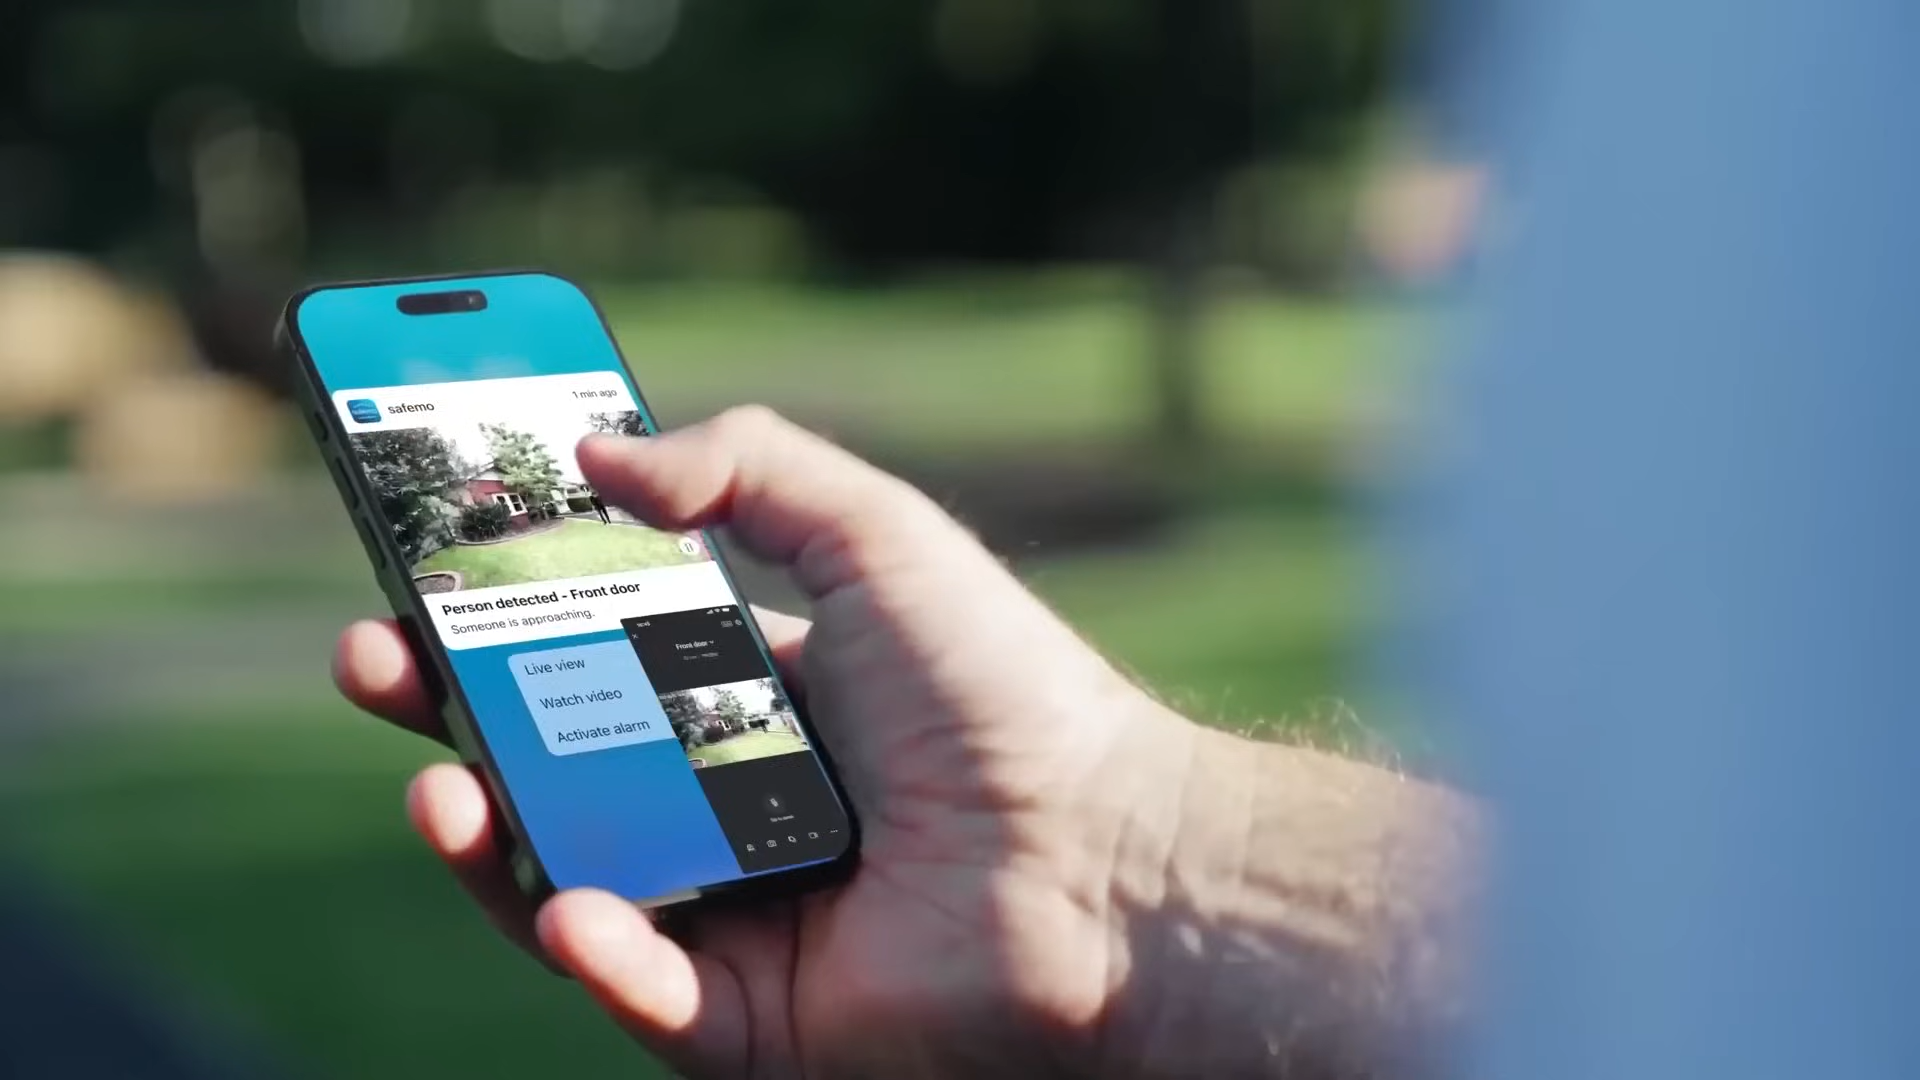 safemo
1 min ago
Person detected - Front door
Someone is approaching.
Live view
Watch video
Activate alarm
Front door